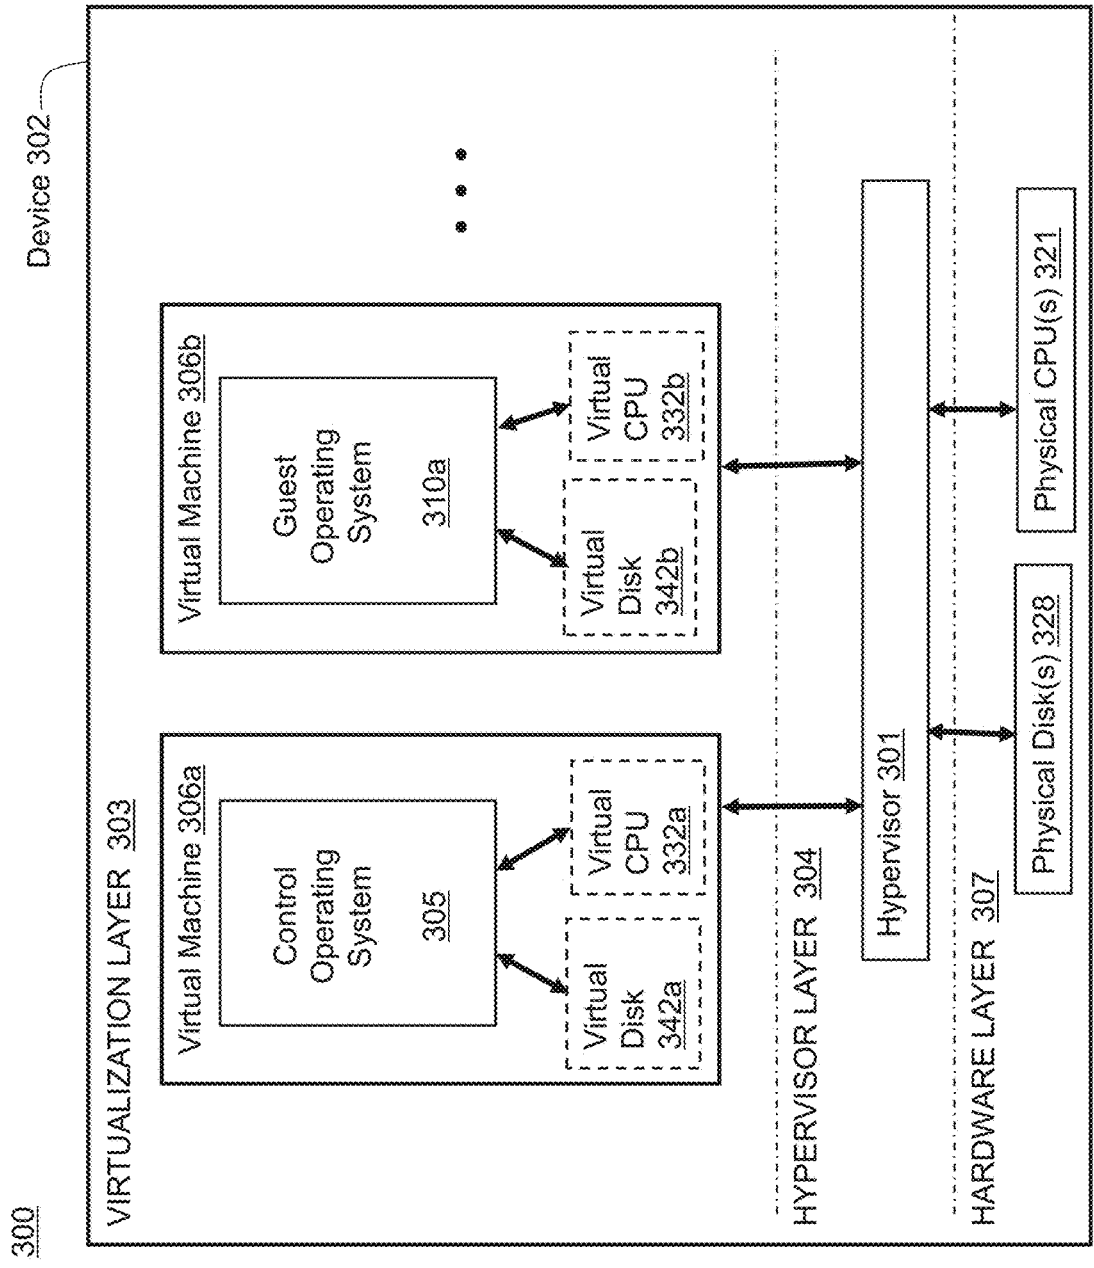 300
Device 302
VIRTUALIZATION LAYER 303
Virtual Machine 306a
Control
Operating
System
305
Virtual
Disk
342a
Virtual
CPU
332a
Virtual Machine 306b
Guest
Operating
System
310a
Virtual
Disk
342b
Virtual
CPU
332b
HYPERVISOR LAYER 304
Hypervisor 301
HARDWARE LAYER 307
Physical Disk(s) 328
Physical CPU(s) 321